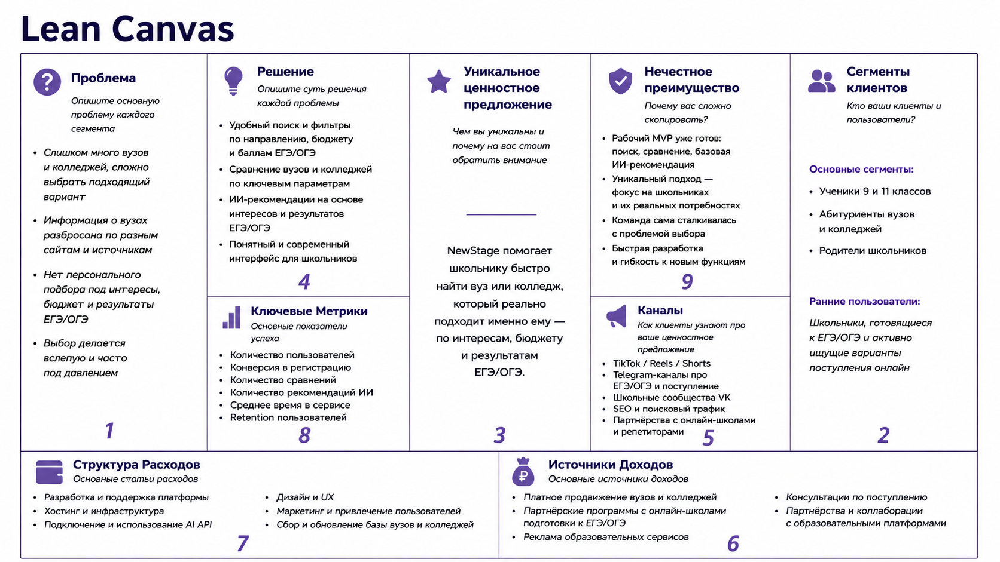 Lean Canvas
Проблема
Опишите основную
проблему каждого
сегмента
• Слишком много вузов
и колледжей, сложно
выбрать подходящий
вариант
• Информация о вузах
разбросана по разным
сайтам и источникам
• Нет персонального
подбора под интересы,
бюджет и результаты
ЕГЭ/ОГЭ
• Выбор делается
вслепую и часто
под давлением
1
Решение
Опишите суть решения
каждой проблемы
• Удобный поиск и фильтры
по направлению, бюджету
и баллам ЕГЭ/ОГЭ
• Сравнение вузов и колледжей
по ключевым параметрам
• ИИ-рекомендации на основе
интересов и результатов
ЕГЭ/ОГЭ
• Понятный и современный
интерфейс для школьников
4
Ключевые Метрики
Основные показатели
успеха
• Количество пользователей
• Конверсия в регистрацию
• Количество сравнений
• Количество рекомендаций ИИ
• Среднее время в сервисе
• Retention пользователей
8
Уникальное
ценностное
предложение
Чем вы уникальны и
почему на вас стоит
обратить внимание
NewStage помогает
школьнику быстро
найти вуз или колледж,
который реально
подходит именно ему —
по интересам, бюджету
и результатам
ЕГЭ/ОГЭ.
3
Нечестное
преимущество
Почему вас сложно
скопировать?
• Рабочий MVP уже готов:
поиск, сравнение, базовая
ИИ-рекомендация
• Уникальный подход —
фокус на школьниках
и их реальных потребностях
• Команда сама сталкивалась
с проблемой выбора
• Быстрая разработка
и гибкость к новым функциям
9
Каналы
Как клиенты узнают про
ваше ценностное
предложение
• TikTok / Reels / Shorts
• Telegram-каналы про
ЕГЭ/ОГЭ и поступление
• Школьные сообщества VK
• SEO и поисковый трафик
• Партнёрства с онлайн-школами
и репетиторами
5
Сегменты
клиентов
Кто ваши клиенты и
пользователи?
Основные сегменты:
• Ученики 9 и 11 классов
• Абитуриенты вузов
и колледжей
• Родители школьников
Ранние пользователи:
Школьники, готовящиеся
к ЕГЭ/ОГЭ и активно
ищущие варианты
поступления онлайн
2
Структура Расходов
Основные статьи расходов
• Разработка и поддержка платформы
• Хостинг и инфраструктура
• Подключение и использование AI API
• Дизайн и UX
• Маркетинг и привлечение пользователей
• Сбор и обновление базы вузов и колледжей
7
₽
Источники Доходов
Основные источники доходов
• Платное продвижение вузов и колледжей
• Партнёрские программы с онлайн-школами
подготовки к ЕГЭ/ОГЭ
• Реклама образовательных сервисов
• Консультации по поступлению
• Партнёрства и коллаборации
с образовательными платформами
6